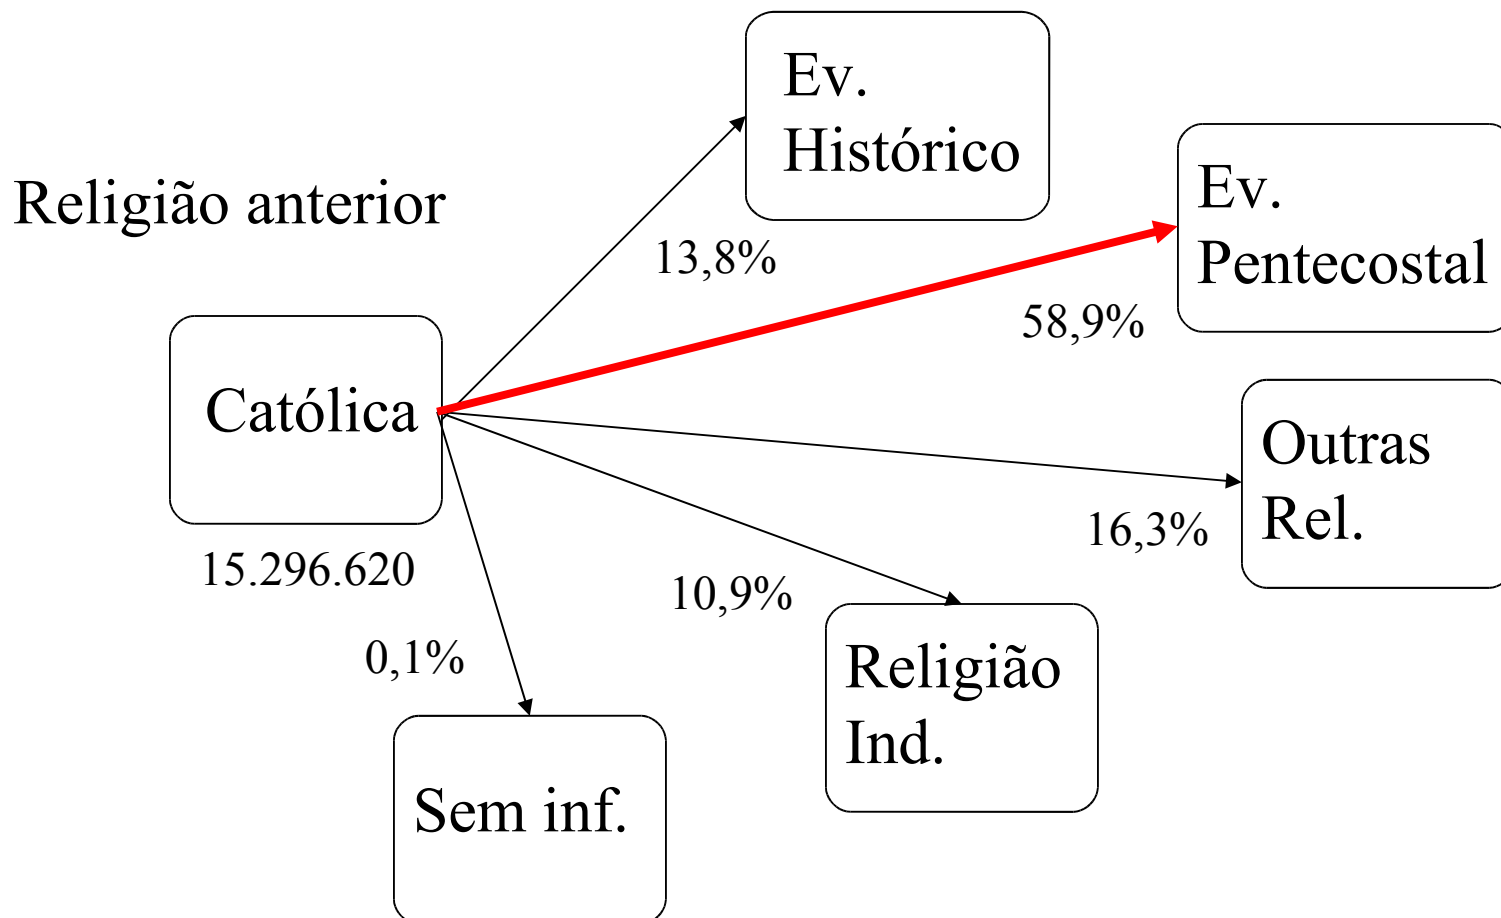 Ev.
Histórico
Religião anterior
Ev.
Pentecostal
13,8%
58,9%
Católica
Outras
Rel.
16,3%
15.296.620
10,9%
0,1%
Religião
Ind.
Sem inf.